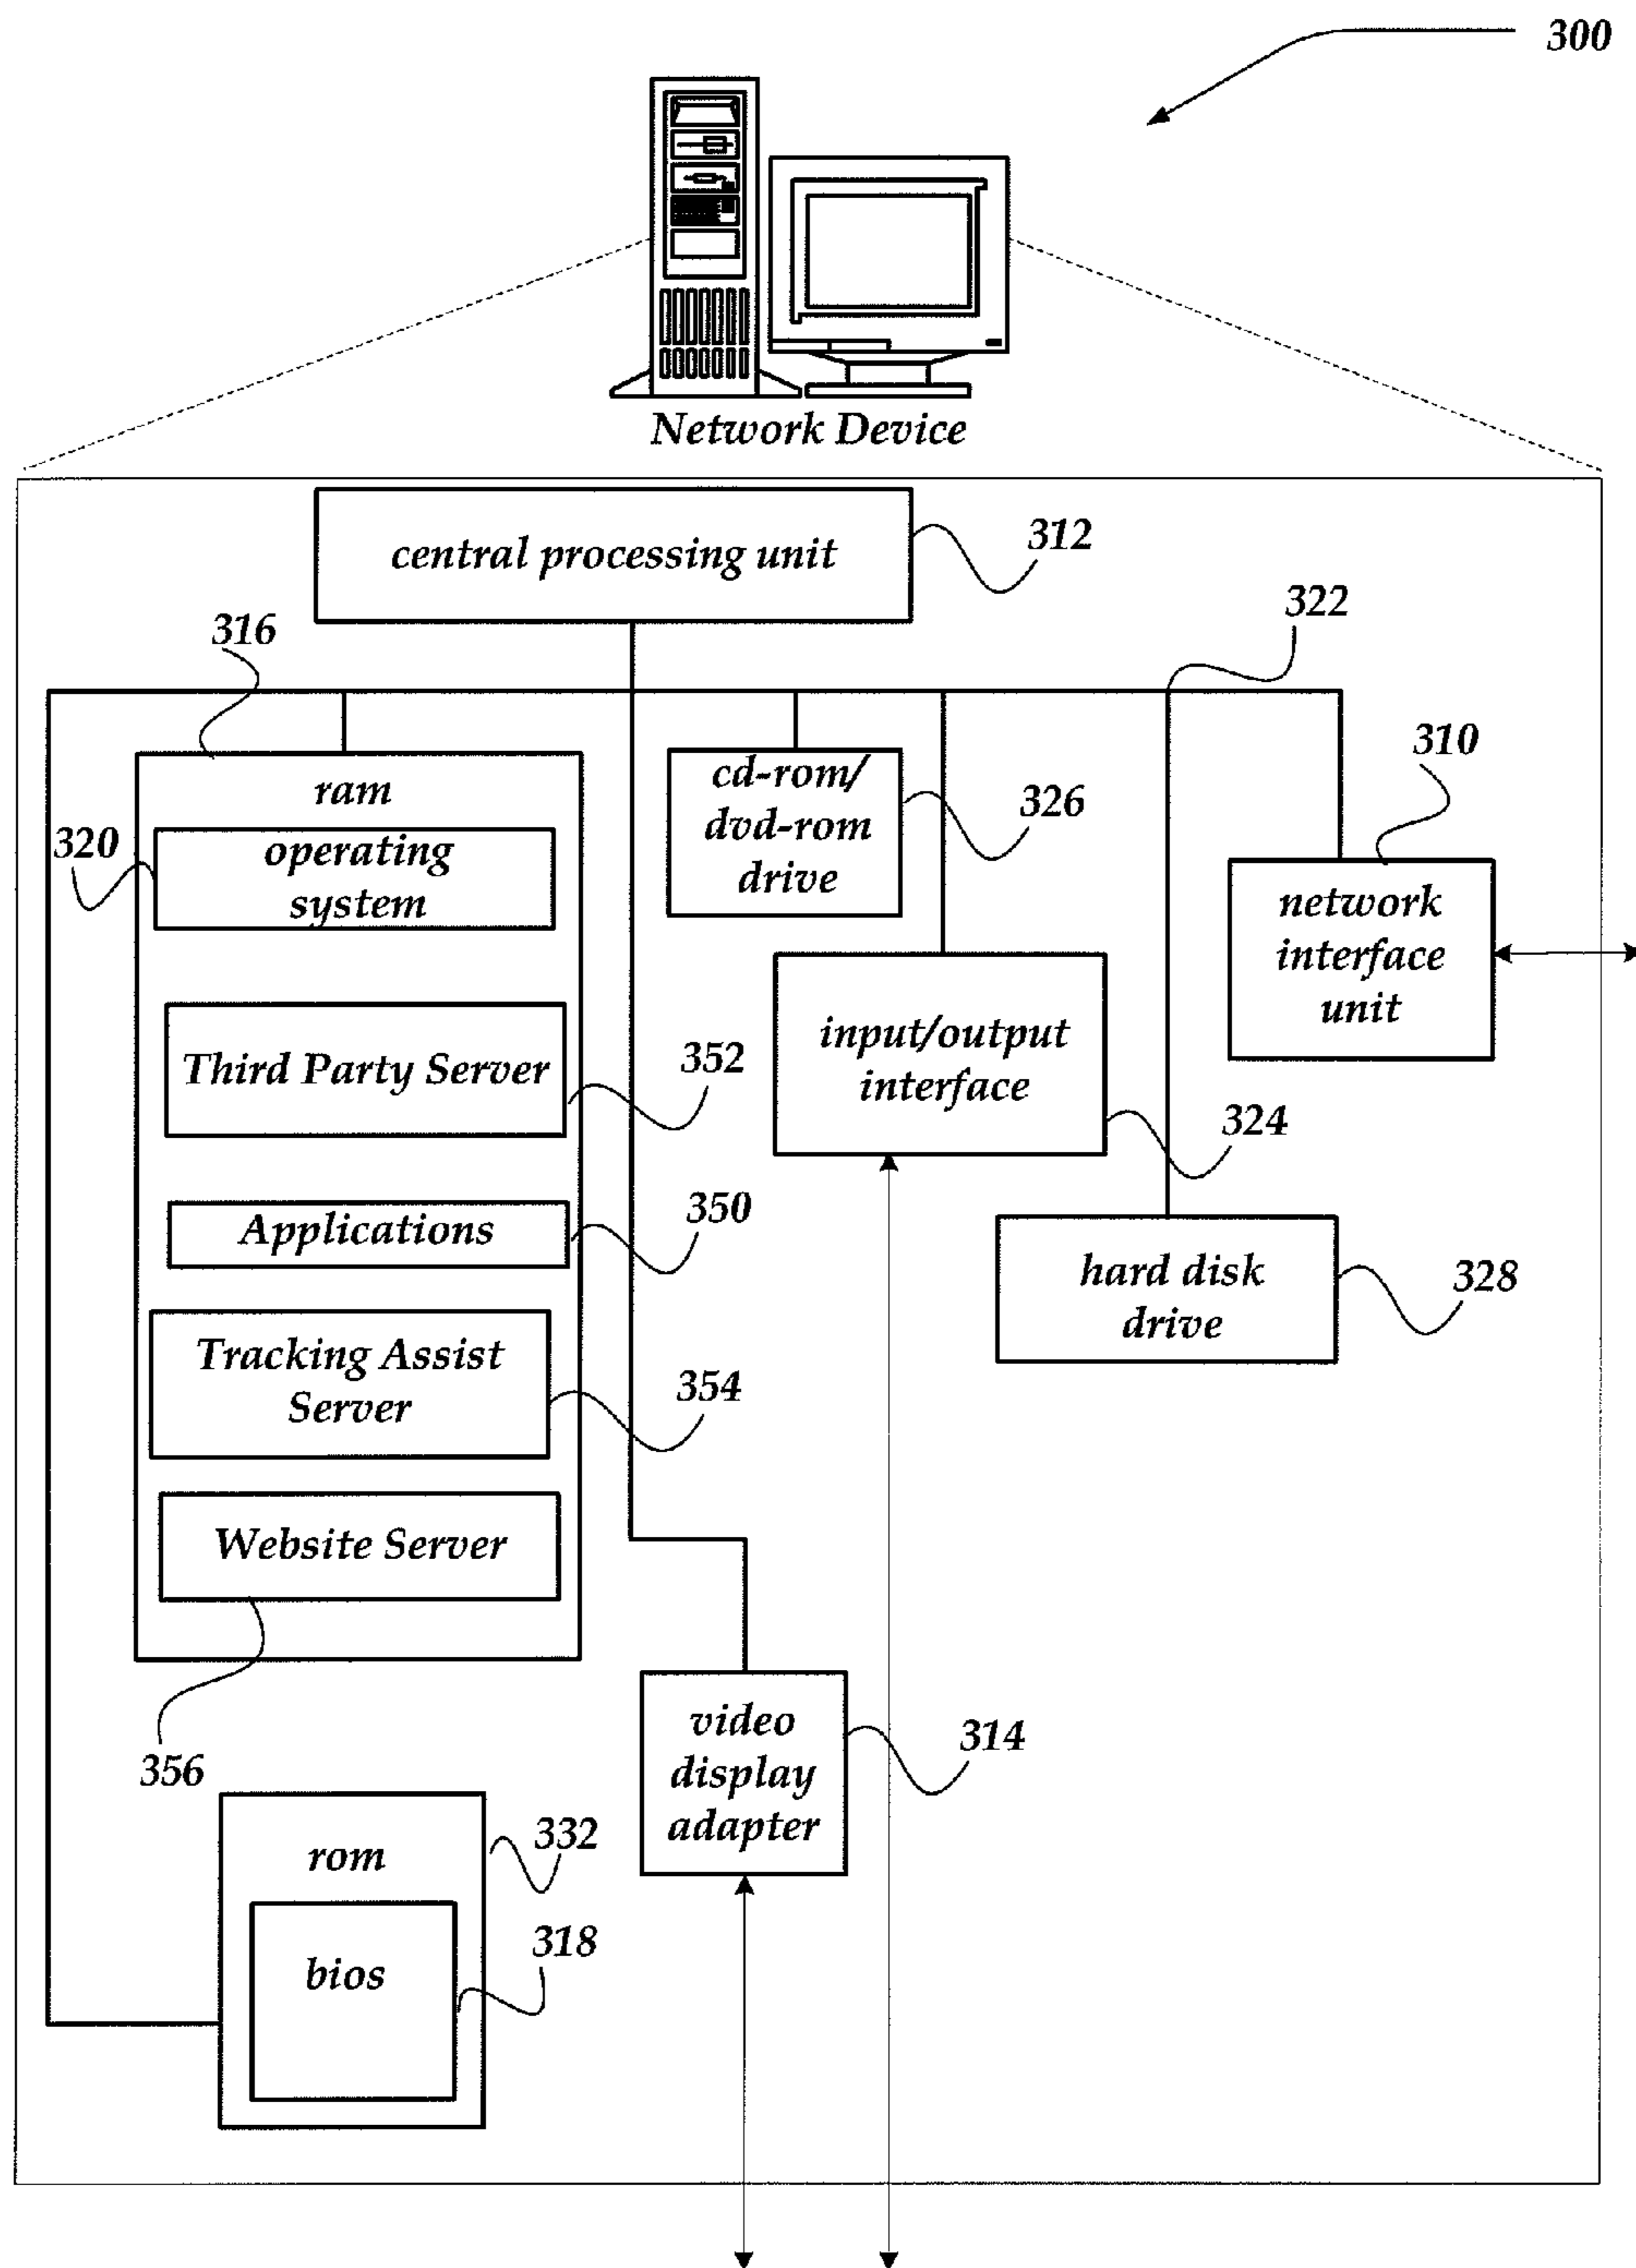 300
Network Device
central processing unit
312
322
316
ram
320
operating
system
cd-rom/
dvd-rom
drive
326
310
network
interface
unit
Third Party Server
352
input/output
interface
324
Applications
350
hard disk
drive
328
Tracking Assist
Server
354
Website Server
356
video
display
adapter
314
rom
332
bios
318